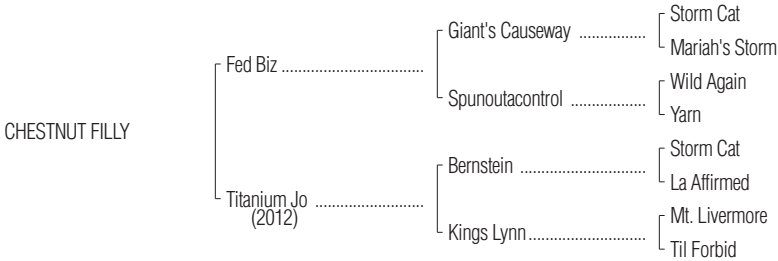 Storm Cat
Giant's Causeway ................
Mariah's Storm
Fed Biz ..................................
Wild Again
Spunoutacontrol ..................
Yarn
CHESTNUT FILLY
Storm Cat
Bernstein ..............................
La Affirmed
Titanium Jo ..........................
(2012)
Mt. Livermore
Kings Lynn............................
Til Forbid